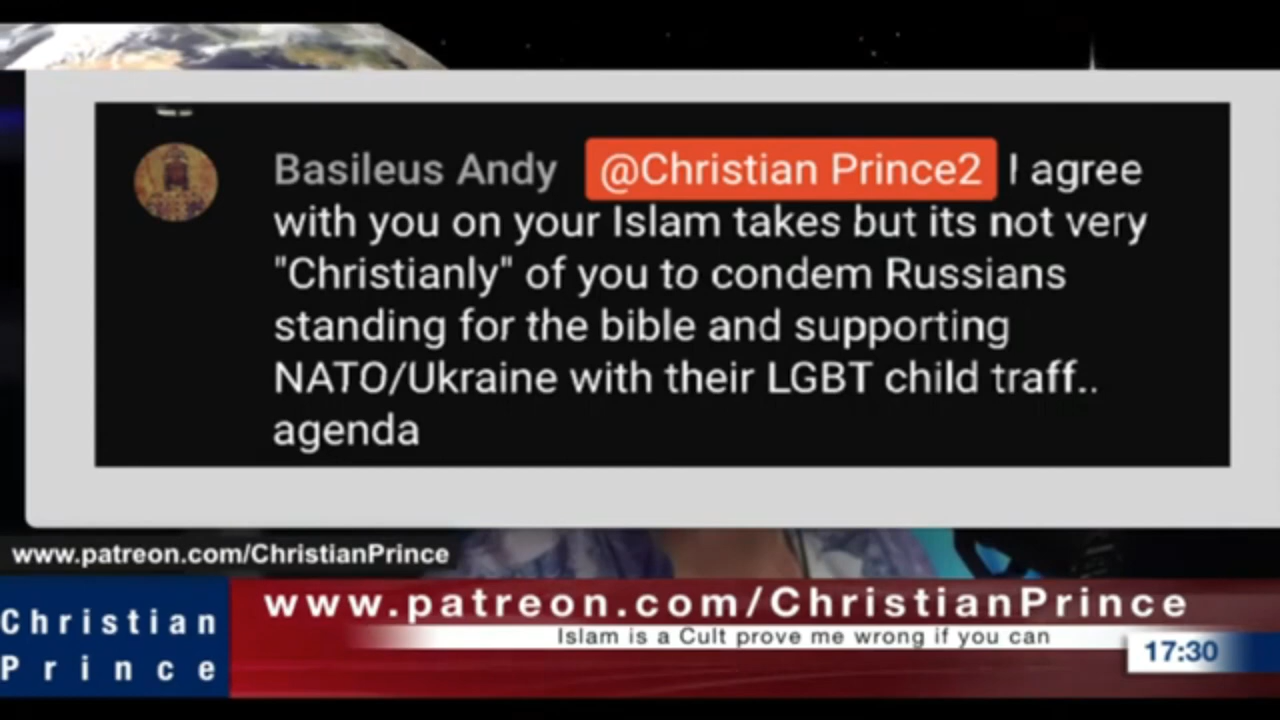 Basileus Andy @Christian Prince2 I agree
with you on your Islam takes but its not very
"Christianly" of you to condem Russians
standing for the bible and supporting
NATO/Ukraine with their LGBT child traff..
agenda
www.patreon.com/ChristianPrince
Christian
Prince
www.patreon.com/ChristianPrince
Islam is a Cult prove me wrong if you can
17:30